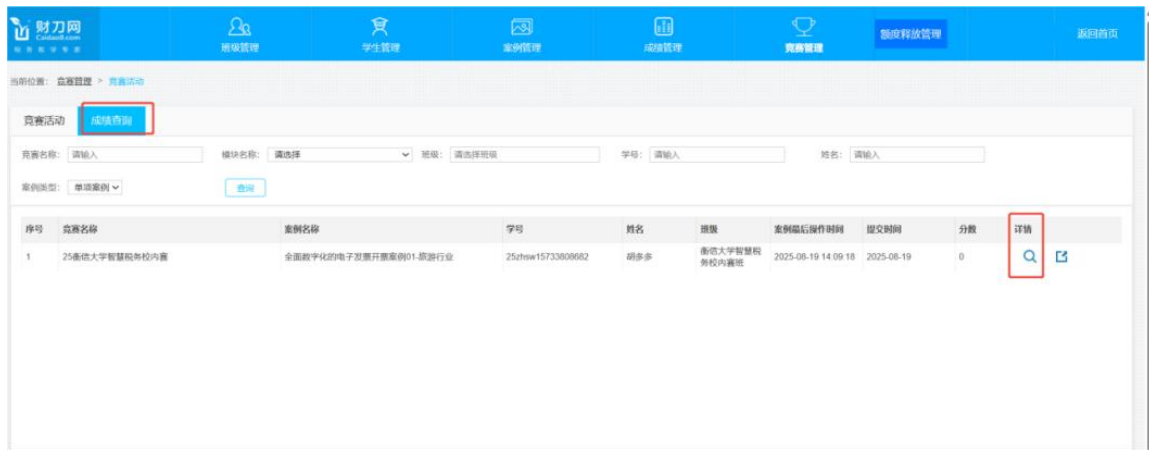 财刀网
Caidao8.com
税务教学专家
班级管理
学生管理
案例管理
成绩管理
竞赛管理
额度释放管理
返回首页
当前位置： 竞赛管理 > 竞赛活动
竞赛活动 成绩查询
竞赛名称： 请输入 模块名称： 请选择 班级： 请选择班级 学号： 请输入 姓名： 请输入
案例类型： 单项案例 查询
序号 竞赛名称 案例名称 学号 姓名 班级 案例最后操作时间 提交时间 分数 详情
1 25衡信大学智慧税务校内赛 全面数字化的电子发票开票案例01-旅游行业 25zhsw15733808682 胡多多 衡信大学智慧税务校内赛班 2025-08-19 14:09:18 2025-08-19 0